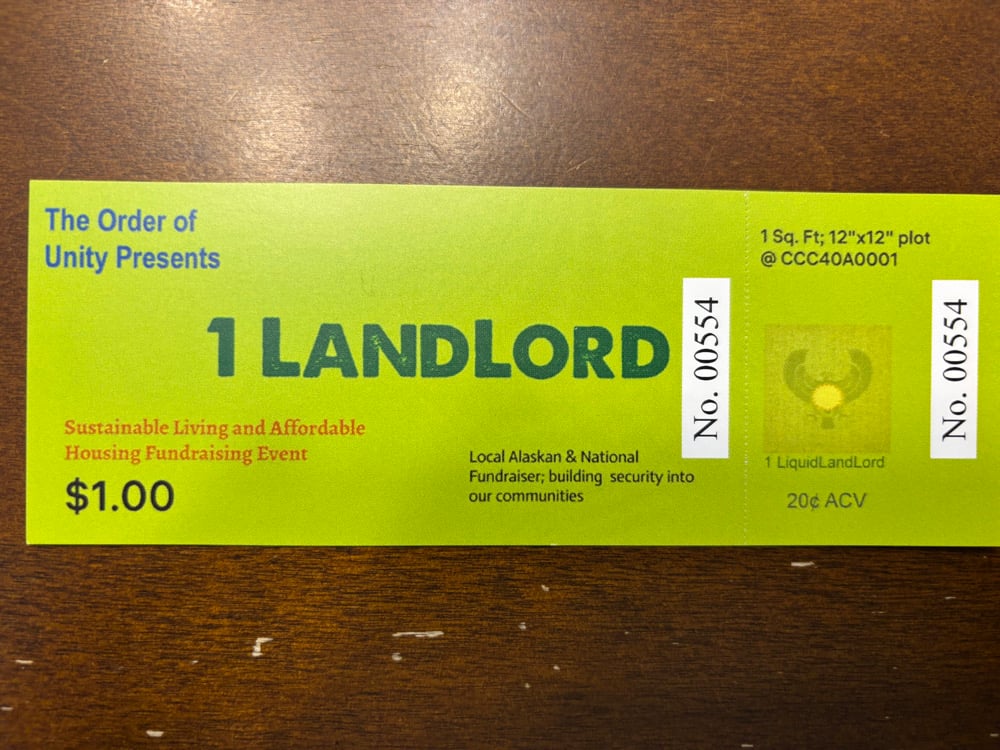 The Order of
Unity Presents
1 LANDLORD
Sustainable Living and Affordable
Housing Fundraising Event
$1.00
Local Alaskan & National
Fundraiser; building security into
our communities
No. 00554
1 Sq. Ft; 12"x12" plot
@ CCC40A0001
1 LiquidLandLord
20¢ ACV
No. 00554